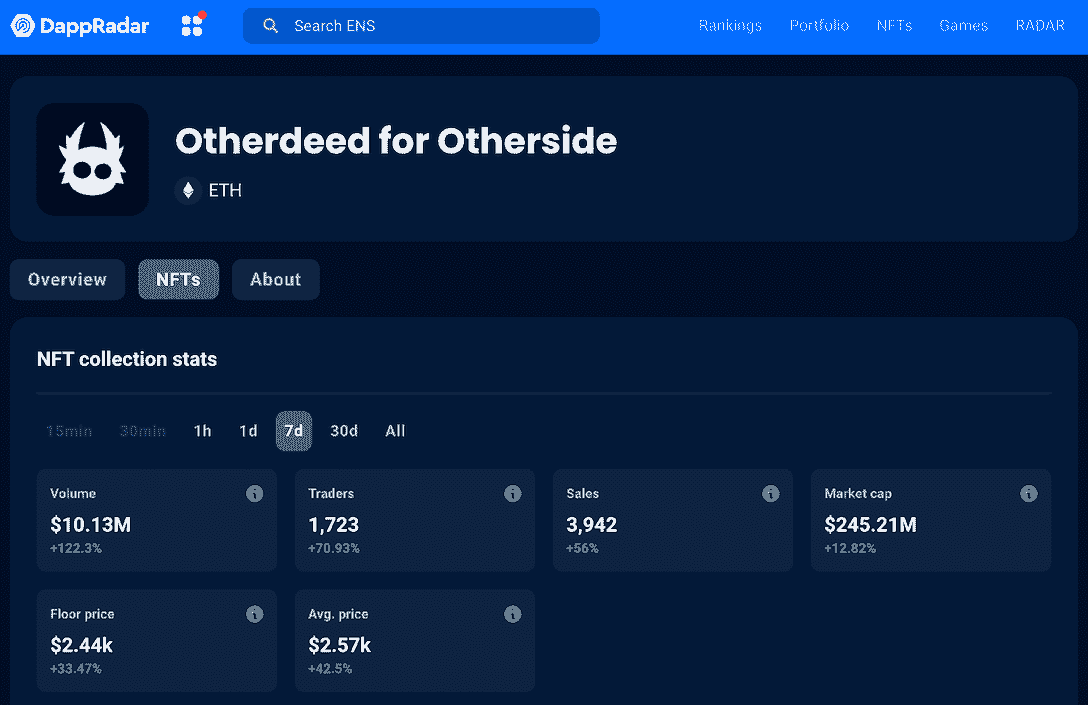 DappRadar Search ENS Rankings Portfolio NFTs Games RADAR
Otherdeed for Otherside
ETH
Overview NFTs About
NFT collection stats
15min 30min 1h 1d 7d 30d All
Volume Traders Sales Market cap
$10.13M 1,723 3,942 $245.21M
+122.3% +70.93% +56% +12.82%
Floor price Avg. price
$2.44k $2.57k
+33.47% +42.5%